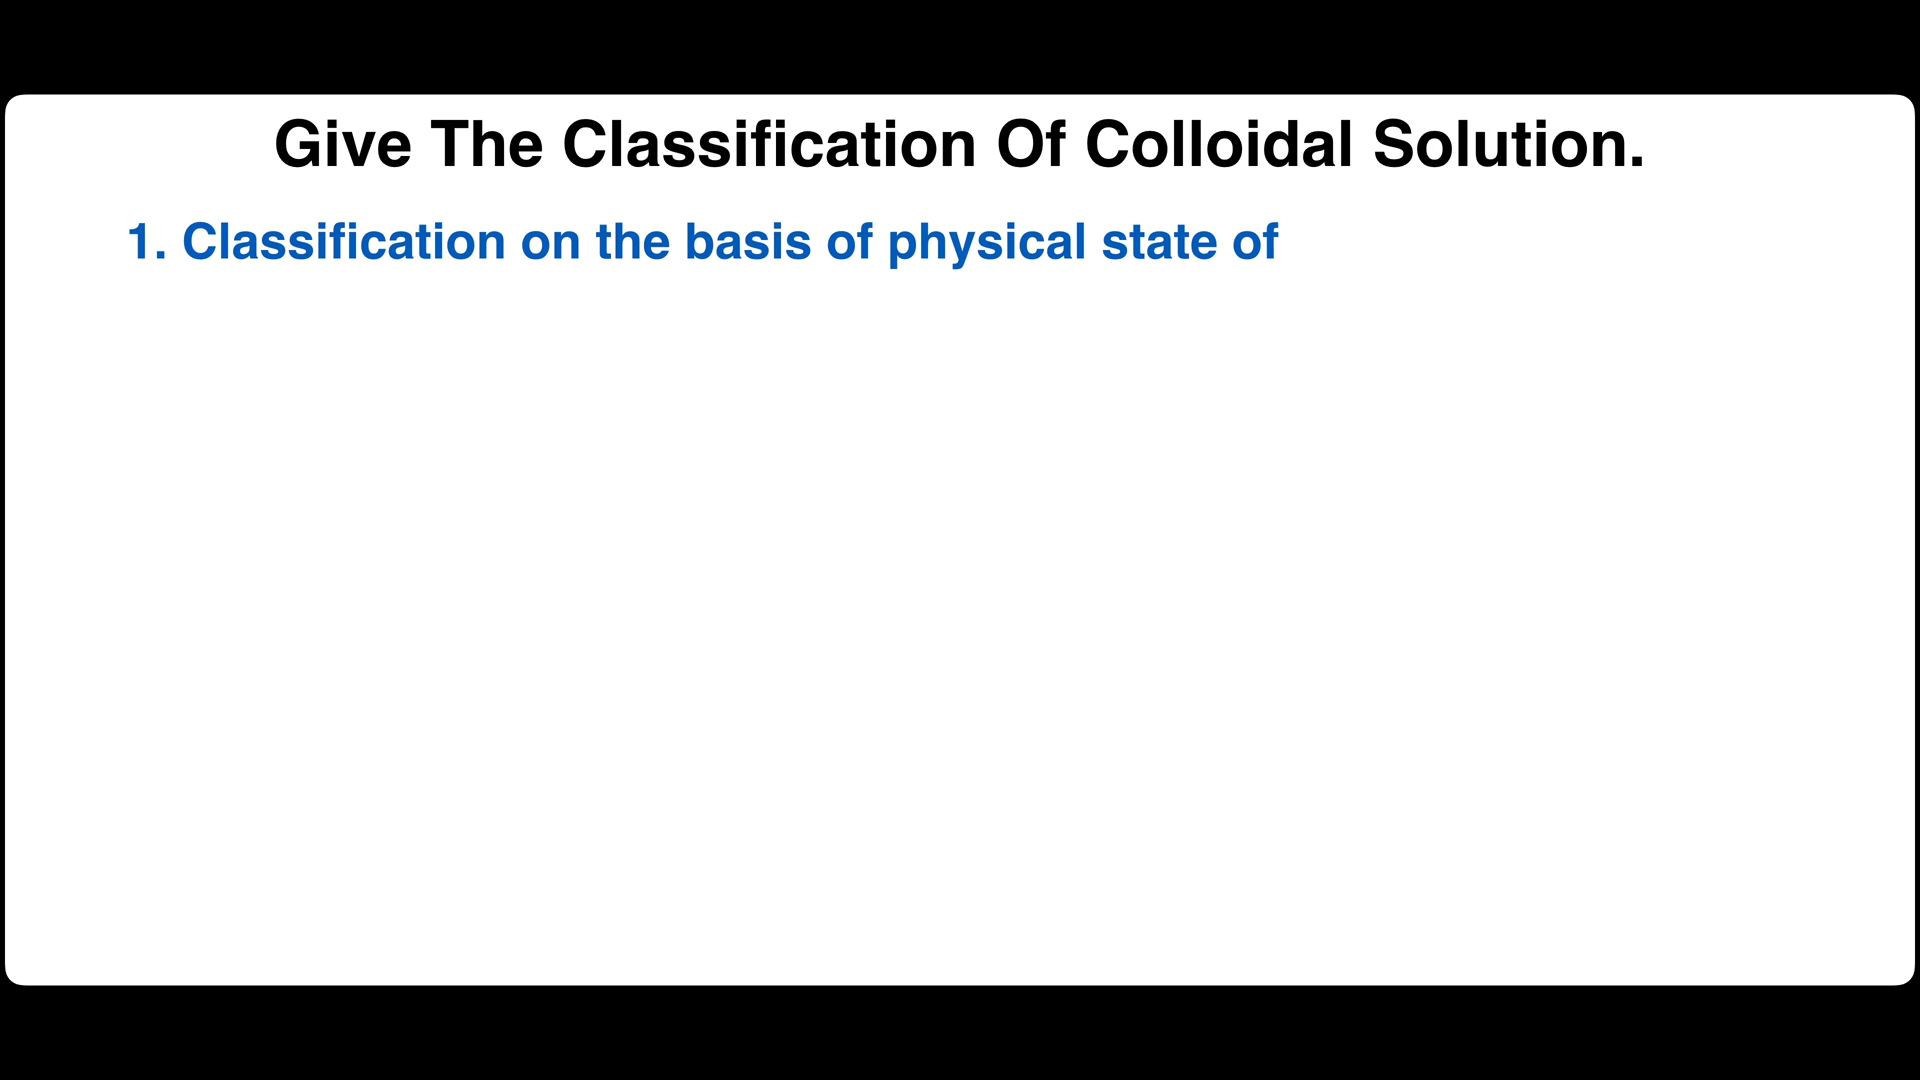 Give The Classification Of Colloidal Solution.
1. Classification on the basis of physical state of